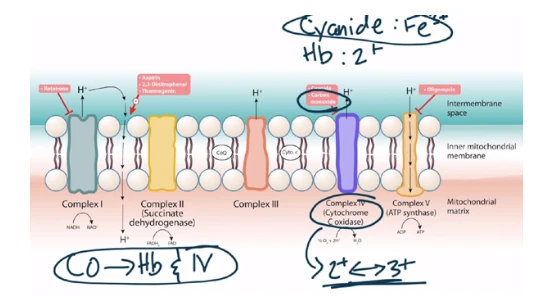 Cyanide : Fe³⁺
Hb : 2⁺
• Rotenone
H⁺
• Aspirin
• 2,3-Dinitrophenol
• Thermogenin
H⁺
• Carbon
monoxide
H⁺
H⁺
• Oligomycin
Intermembrane
space
CoQ
Cyto. c
Inner mitochondrial
membrane
Complex I
Complex II
(Succinate
dehydrogenase)
Complex III
Complex IV
(Cytochrome
oxidase)
Complex V
(ATP synthase)
Mitochondrial
matrix
NADH
NAD⁺
H⁺
FADH₂
FAD
½ O₂ + 2H⁺
H₂O
ADP
ATP
CO → Hb { IV
2⁺ ↔ 3⁺